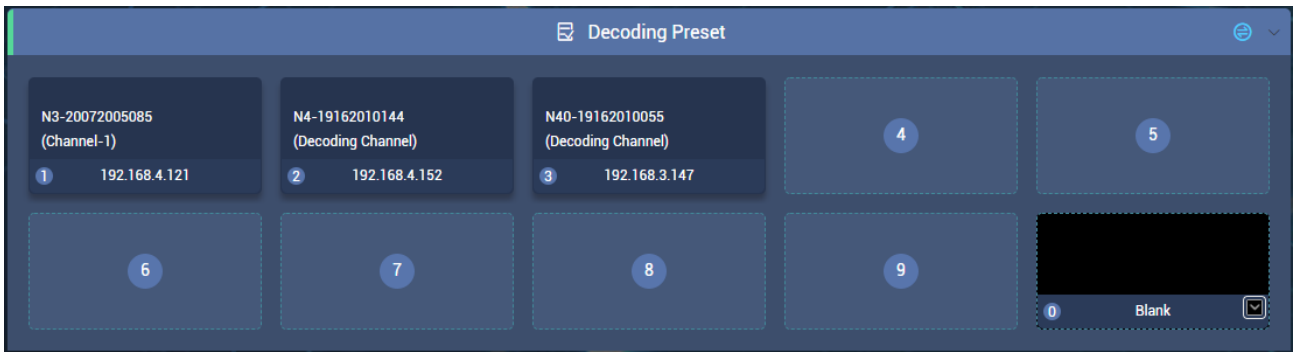 Decoding Preset
N3-20072005085
(Channel-1)
1 192.168.4.121
N4-19162010144
(Decoding Channel)
2 192.168.4.152
N40-19162010055
(Decoding Channel)
3 192.168.3.147
4
5
6
7
8
9
0 Blank